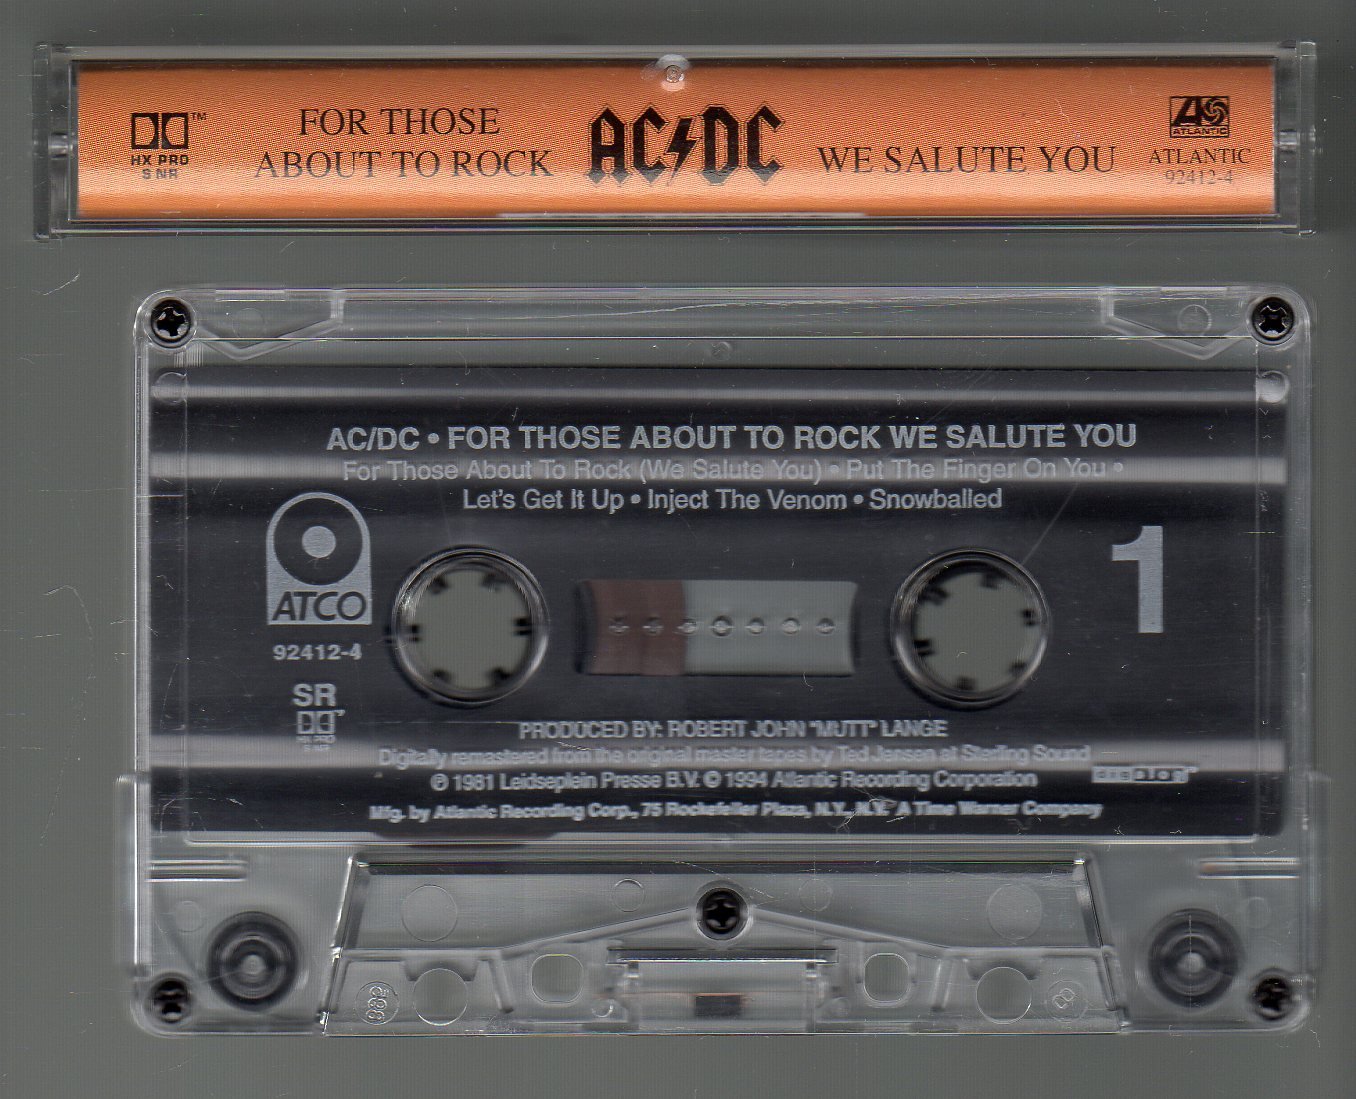 FOR THOSE
ABOUT TO ROCK
AC/DC
WE SALUTE YOU
HX PRO
S NR
ATLANTIC
ATLANTIC
92412-4
AC/DC • FOR THOSE ABOUT TO ROCK WE SALUTE YOU
For Those About To Rock (We Salute You) • Put The Finger On You •
Let's Get It Up • Inject The Venom • Snowballed
1
ATCO
92412-4
SR
HX PRO
S NR
PRODUCED BY: ROBERT JOHN "MUTT" LANGE
Digitally remastered from the original master tapes by Ted Jensen at Sterling Sound
© 1981 Leidseplein Presse B.V. © 1994 Atlantic Recording Corporation
digalog
Mfg. by Atlantic Recording Corp., 75 Rockefeller Plaza, N.Y., N.Y. A Time Warner Company